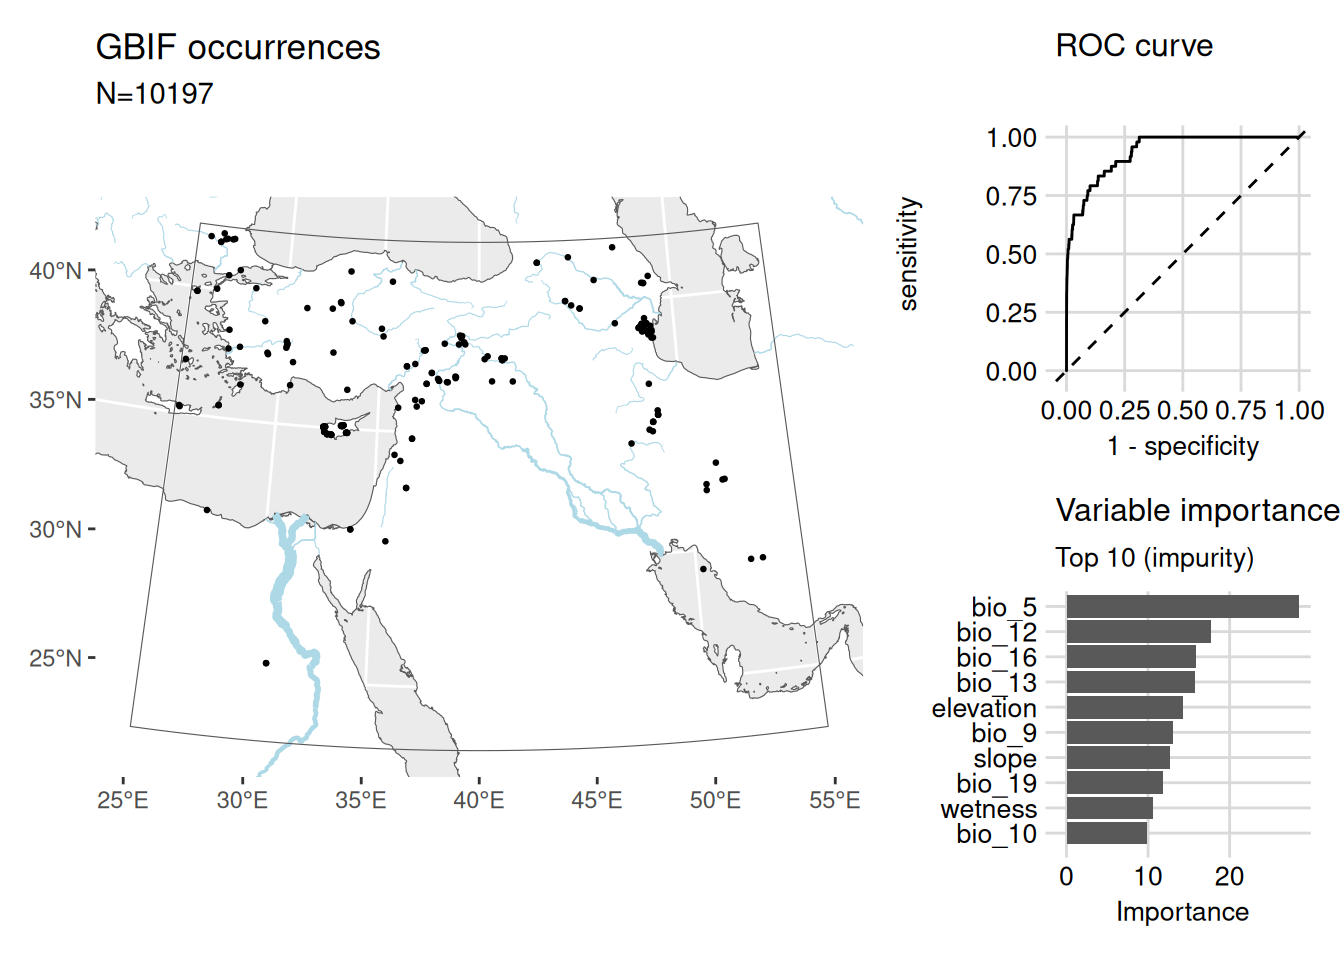 GBIF occurrences
N=10197
40°N
35°N
30°N
25°N
25°E 30°E 35°E 40°E 45°E 50°E 55°E
ROC curve
sensitivity
1.00
0.75
0.50
0.25
0.00
0.00 0.25 0.50 0.75 1.00
1 - specificity
Variable importance
Top 10 (impurity)
bio_5
bio_12
bio_16
bio_13
elevation
bio_9
slope
bio_19
wetness
bio_10
0 10 20
Importance